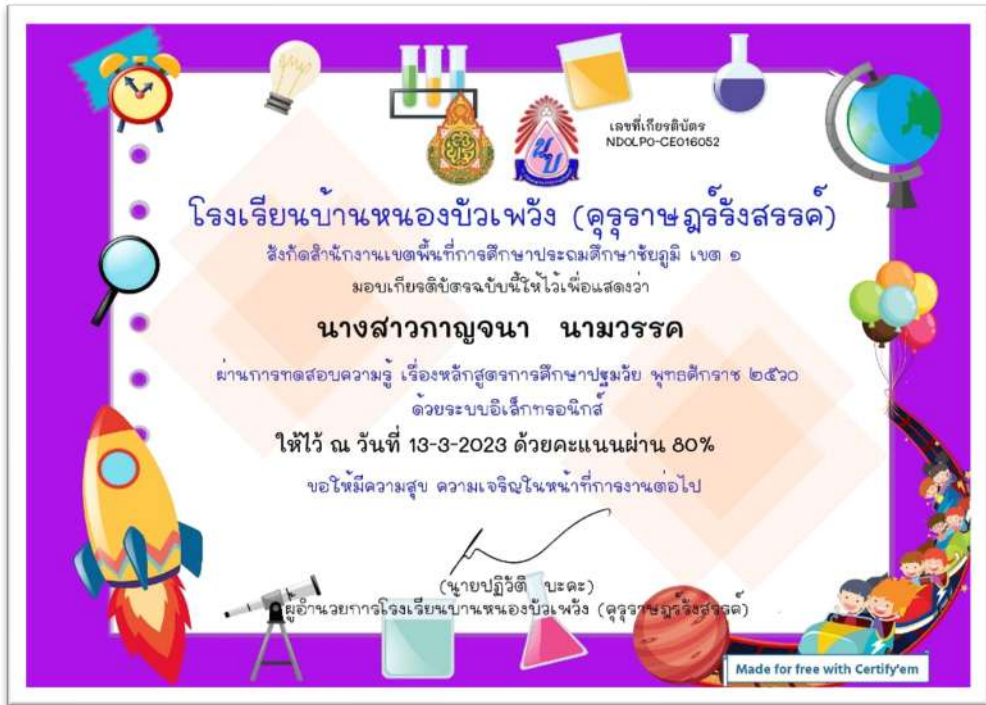 เลขที่เกียรติบัตร
NDOLP0-CE016052
นบ
โรงเรียนบ้านหนองบัวเพวัง (คุรุราษฎร์รังสรรค์)
สังกัดสำนักงานเขตพื้นที่การศึกษาประถมศึกษาชัยภูมิ เขต ๑
มอบเกียรติบัตรฉบับนี้ให้ไว้เพื่อแสดงว่า
นางสาวกาญจนา นามวรรค
ผ่านการทดสอบความรู้ เรื่องหลักสูตรการศึกษาปฐมวัย พุทธศักราช ๒๕๖๐
ด้วยระบบอิเล็กทรอนิกส์
ให้ไว้ ณ วันที่ 13-3-2023 ด้วยคะแนนผ่าน 80%
ขอให้มีความสุข ความเจริญในหน้าที่การงานต่อไป
(นายปฏิวัติ บะคะ)
ผู้อำนวยการโรงเรียนบ้านหนองบัวเพวัง (คุรุราษฎร์รังสรรค์)
Made for free with Certify'em